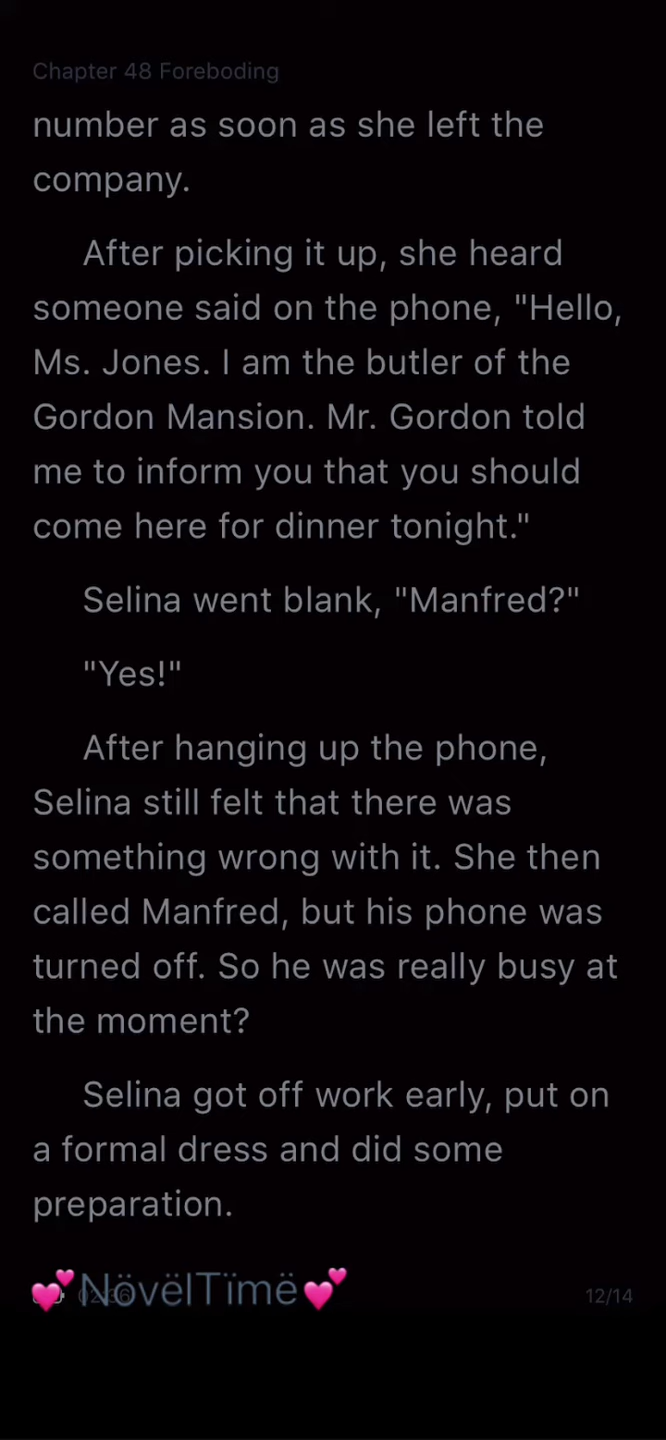 Chapter 48 Foreboding
number as soon as she left the
company.
After picking it up, she heard
someone said on the phone, "Hello,
Ms. Jones. I am the butler of the
Gordon Mansion. Mr. Gordon told
me to inform you that you should
come here for dinner tonight."
Selina went blank, "Manfred?"
"Yes!"
After hanging up the phone,
Selina still felt that there was
something wrong with it. She then
called Manfred, but his phone was
turned off. So he was really busy at
the moment?
Selina got off work early, put on
a formal dress and did some
preparation.
💕NövëlTïmë💕
12/14